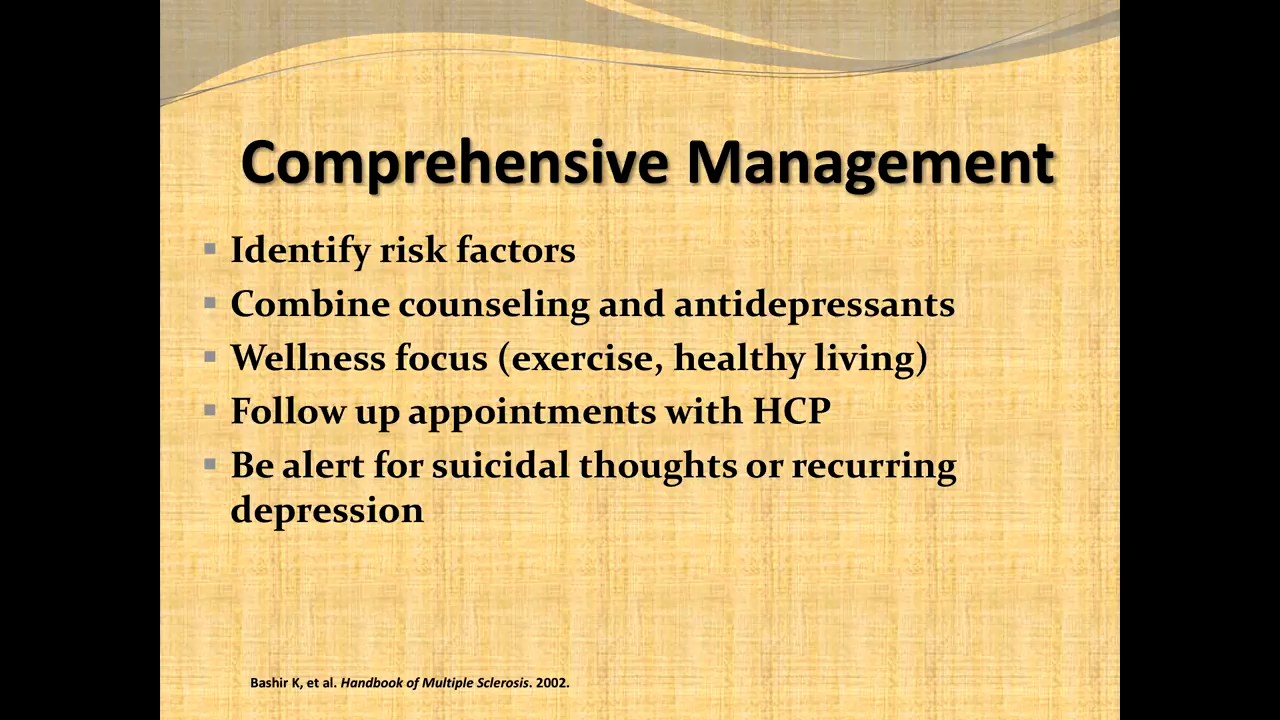 Comprehensive Management
▪ Identify risk factors
▪ Combine counseling and antidepressants
▪ Wellness focus (exercise, healthy living)
▪ Follow up appointments with HCP
▪ Be alert for suicidal thoughts or recurring
depression
Bashir K, et al. Handbook of Multiple Sclerosis. 2002.